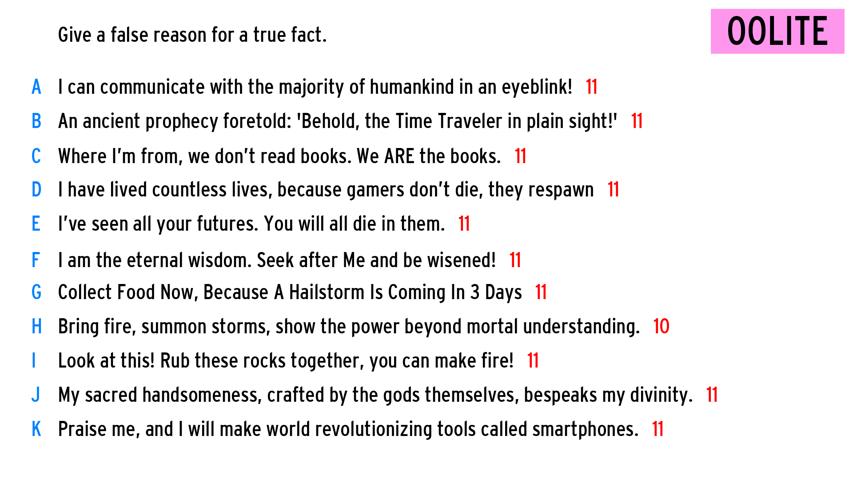 Give a false reason for a true fact.
OOLITE
A I can communicate with the majority of humankind in an eyeblink! 11
B An ancient prophecy foretold: 'Behold, the Time Traveler in plain sight!' 11
C Where I'm from, we don't read books. We ARE the books. 11
D I have lived countless lives, because gamers don't die, they respawn 11
E I've seen all your futures. You will all die in them. 11
F I am the eternal wisdom. Seek after Me and be wisened! 11
G Collect Food Now, Because A Hailstorm Is Coming In 3 Days 11
H Bring fire, summon storms, show the power beyond mortal understanding. 10
I Look at this! Rub these rocks together, you can make fire! 11
J My sacred handsomeness, crafted by the gods themselves, bespeaks my divinity. 11
K Praise me, and I will make world revolutionizing tools called smartphones. 11